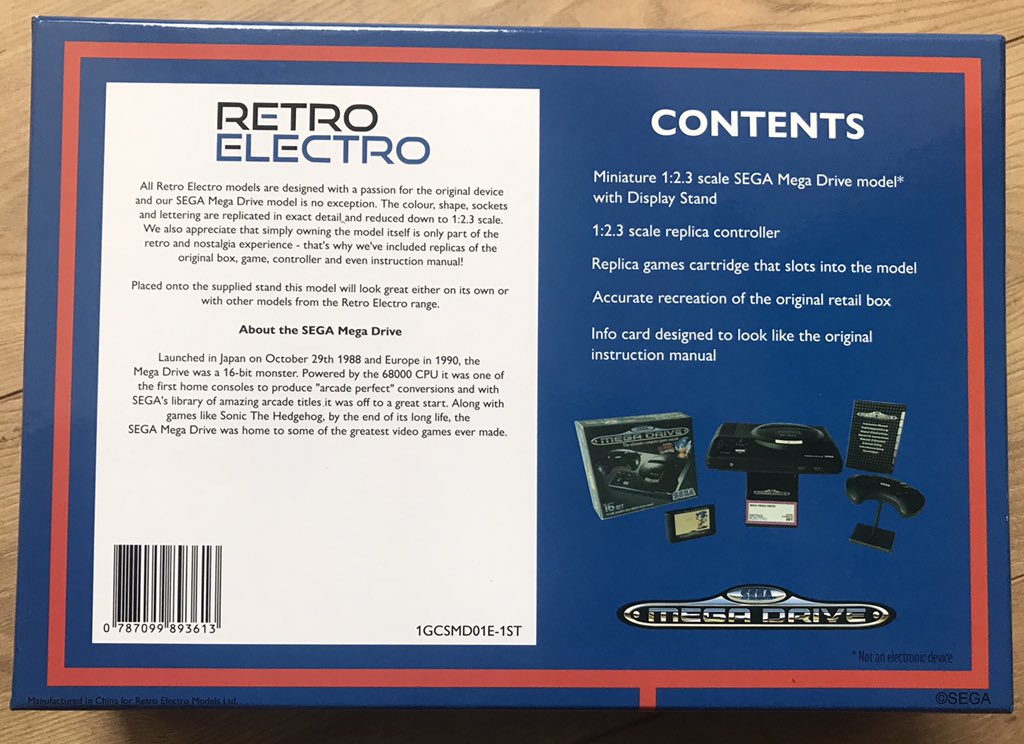 RETRO
ELECTRO
All Retro Electro models are designed with a passion for the original device
and our SEGA Mega Drive model is no exception. The colour, shape, sockets
and lettering are replicated in exact detail and reduced down to 1:2.3 scale.
We also appreciate that simply owning the model itself is only part of the
retro and nostalgia experience - that's why we've included replicas of the
original box, game, controller and even instruction manual!
Placed onto the supplied stand this model will look great either on its own or
with other models from the Retro Electro range.
About the SEGA Mega Drive
Launched in Japan on October 29th 1988 and Europe in 1990, the
Mega Drive was a 16-bit monster. Powered by the 68000 CPU it was one of
the first home consoles to produce "arcade perfect" conversions and with
SEGA's library of amazing arcade titles it was off to a great start. Along with
games like Sonic The Hedgehog, by the end of its long life, the
SEGA Mega Drive was home to some of the greatest video games ever made.
0 787099 893613
1GCSMD01E-1ST
CONTENTS
Miniature 1:2.3 scale SEGA Mega Drive model*
with Display Stand
1:2.3 scale replica controller
Replica games cartridge that slots into the model
Accurate recreation of the original retail box
Info card designed to look like the original
instruction manual
MEGA DRIVE
SEGA
16-BIT
SEGA
MEGA DRIVE
* Not an electronic device
Manufactured in China for Retro Electro Models Ltd.
©SEGA